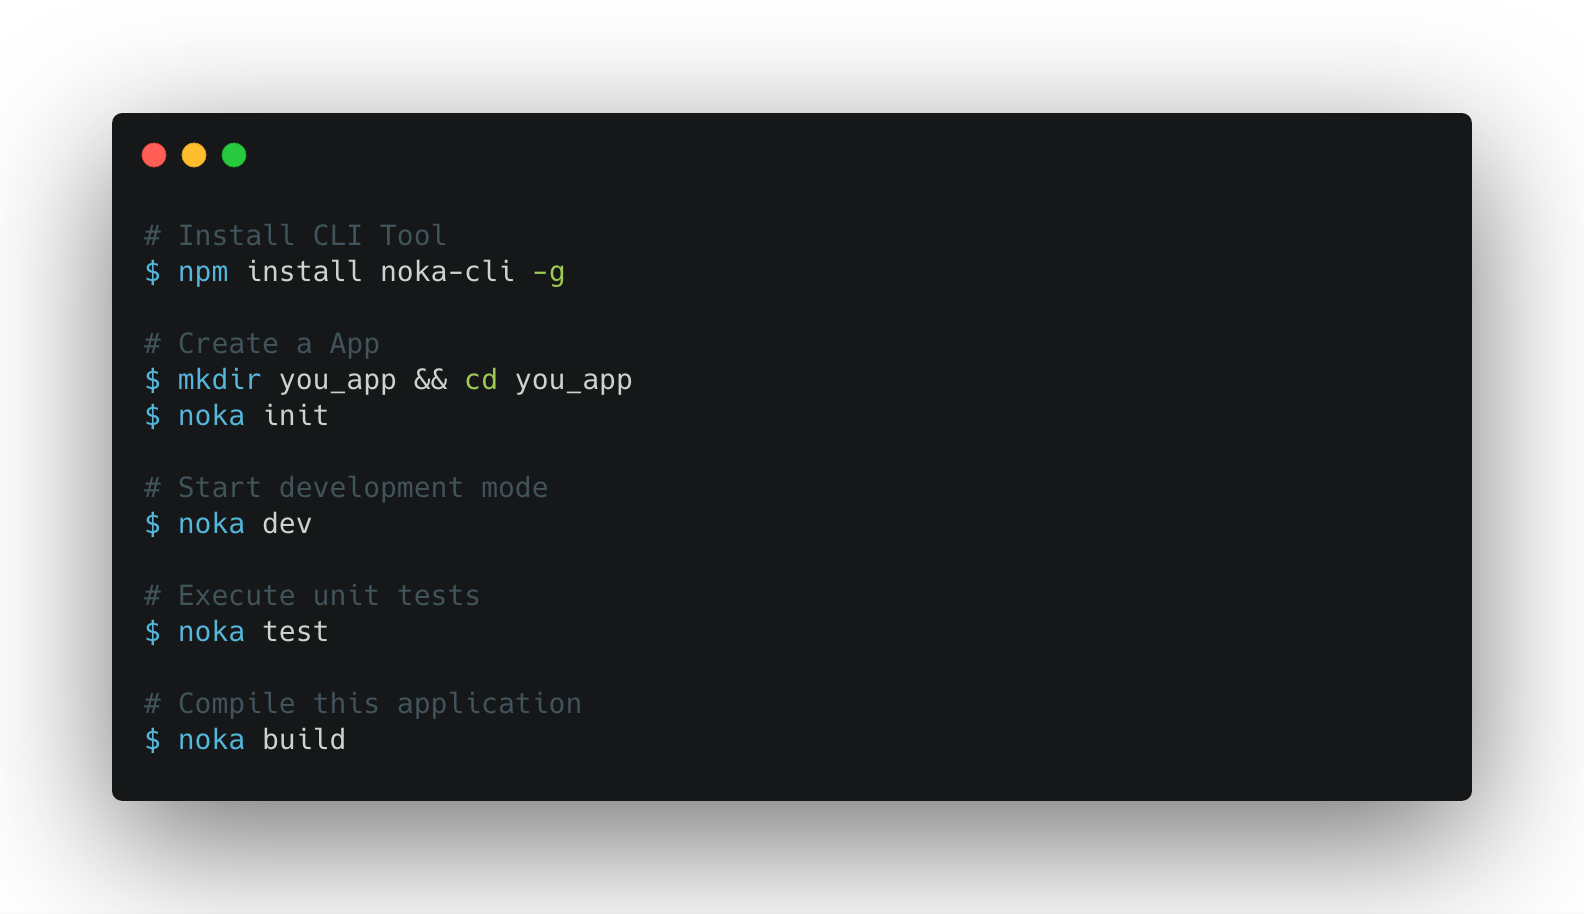 # Install CLI Tool
$ npm install noka-cli -g
# Create a App
$ mkdir you_app && cd you_app
$ noka init
# Start development mode
$ noka dev
# Execute unit tests
$ noka test
# Compile this application
$ noka build